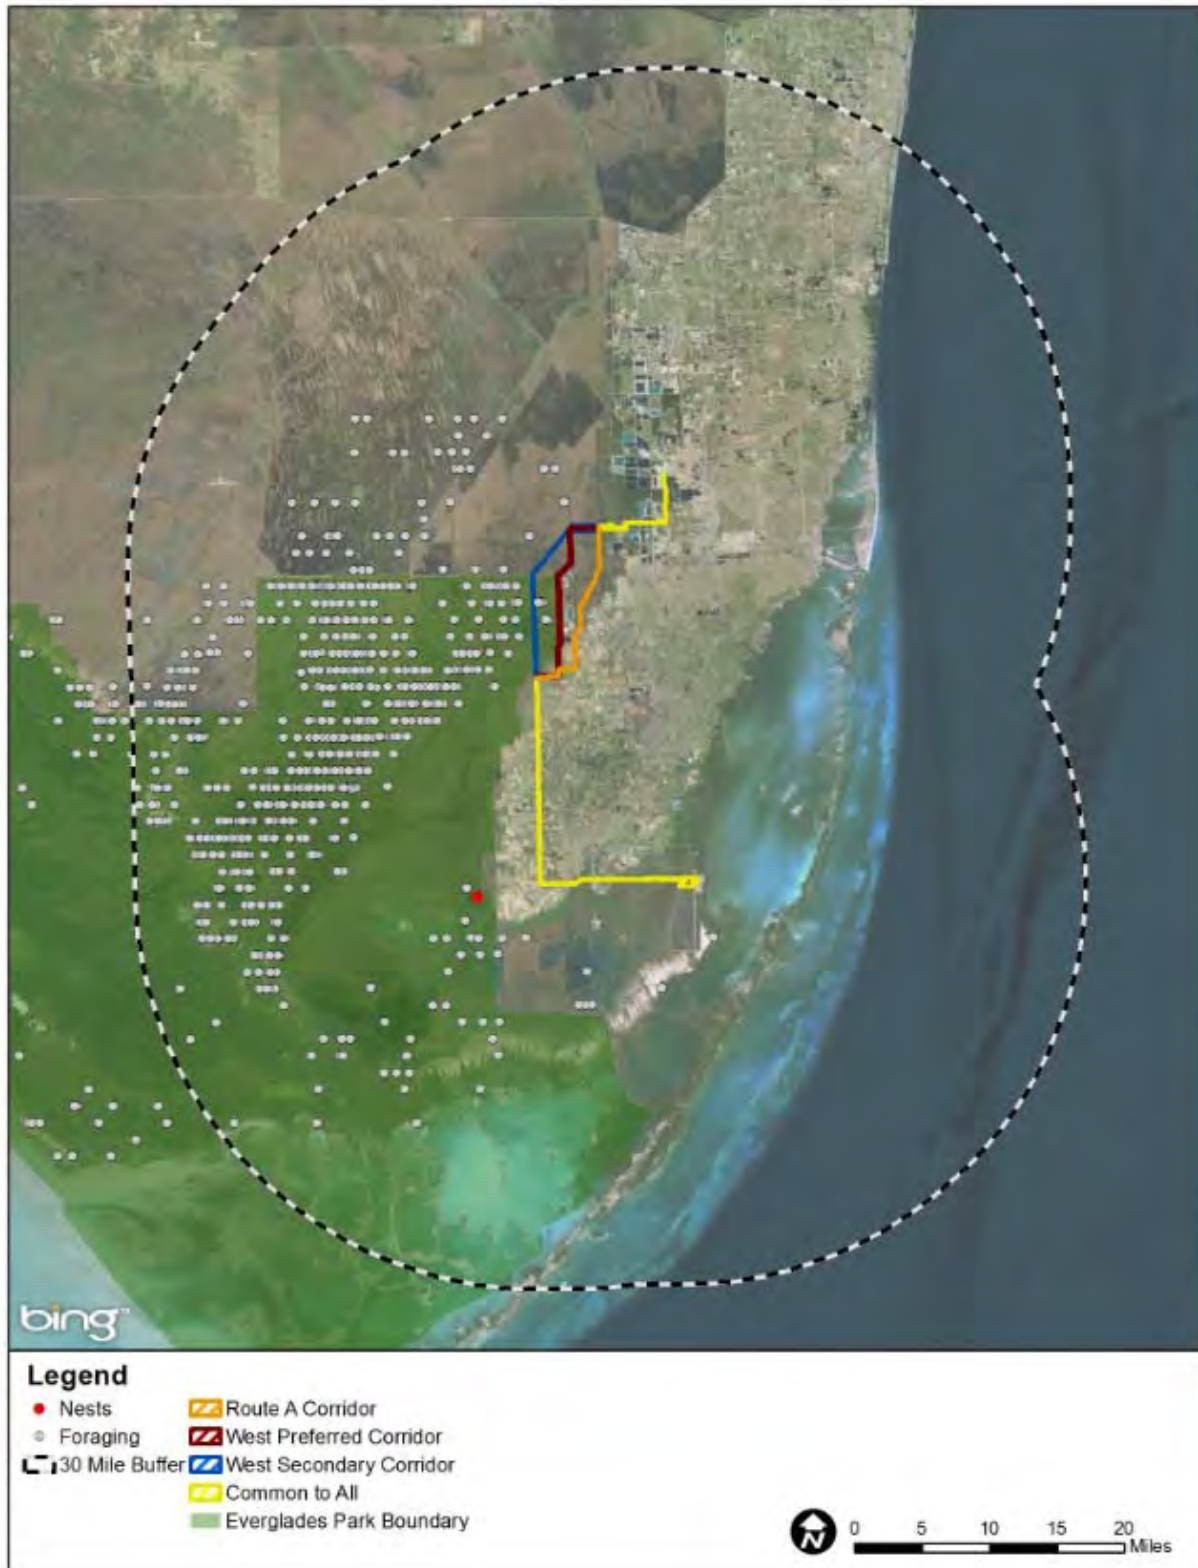 bing™
Legend
Nests
Foraging
30 Mile Buffer
Route A Corridor
West Preferred Corridor
West Secondary Corridor
Common to All
Everglades Park Boundary
N
0 5 10 15 20
Miles